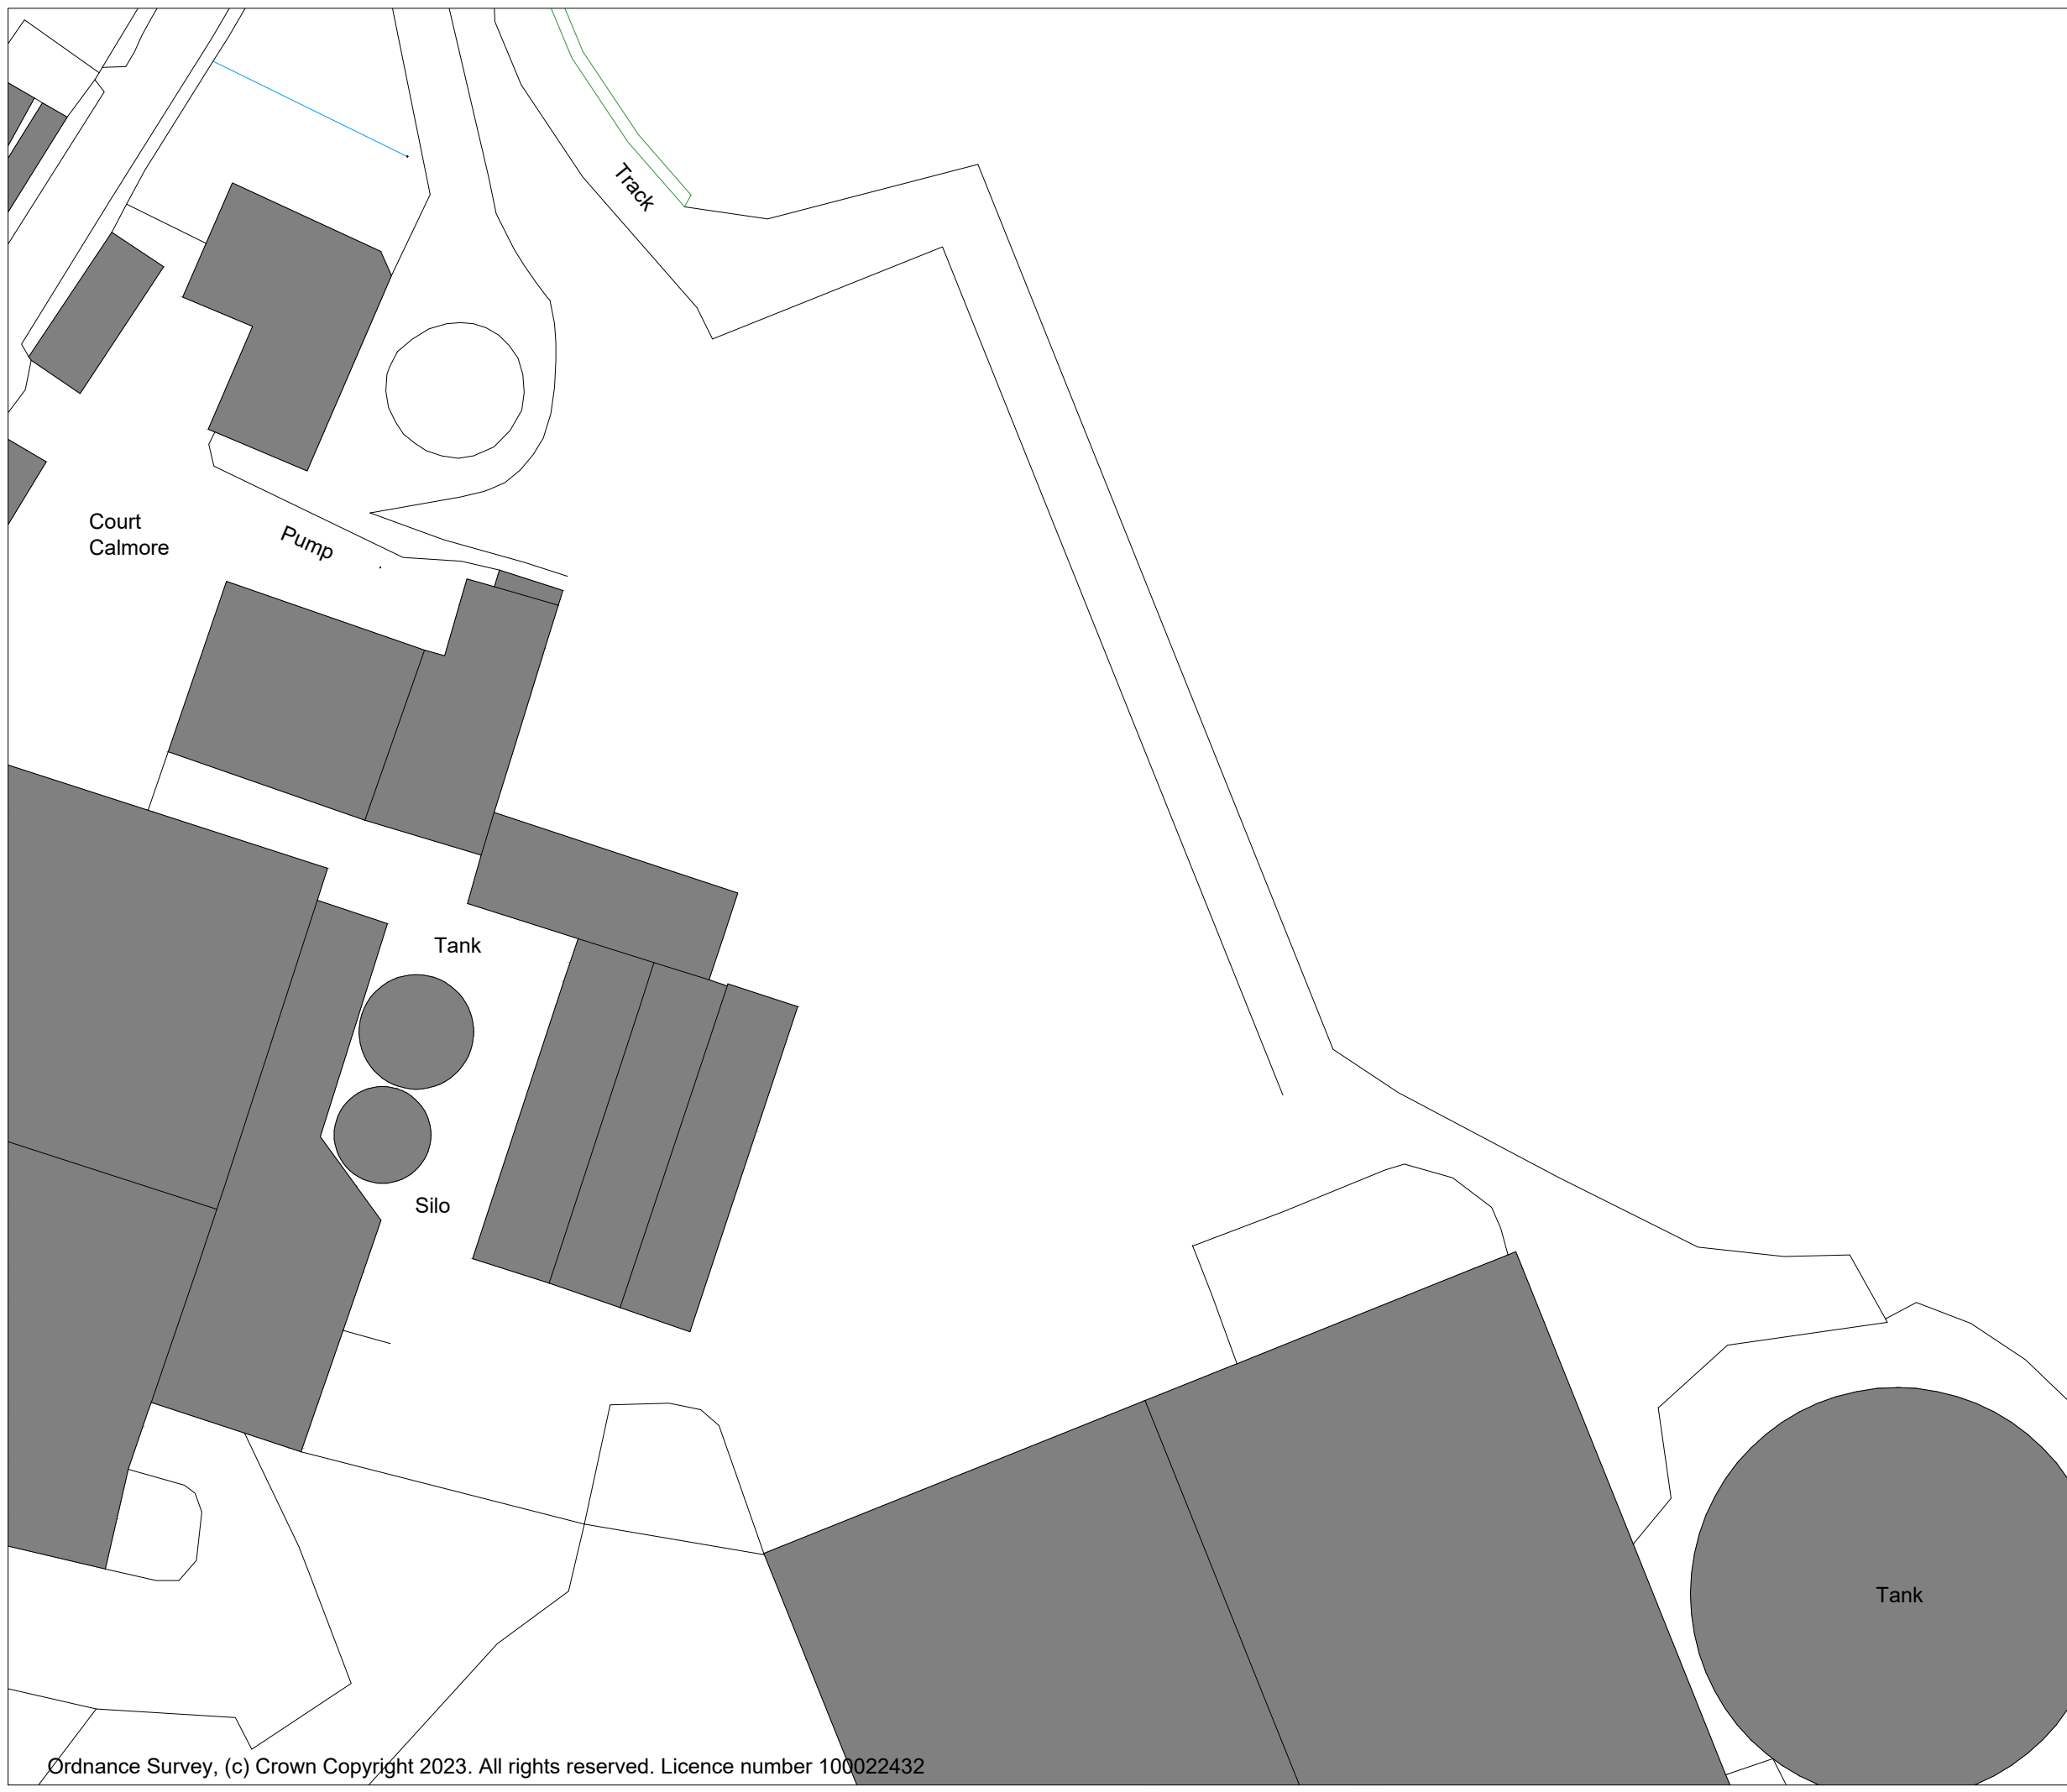 Track
Court
Calmore
Pump
Tank
Silo
Tank
Ordnance Survey, (c) Crown Copyright 2023. All rights reserved. Licence number 100022432